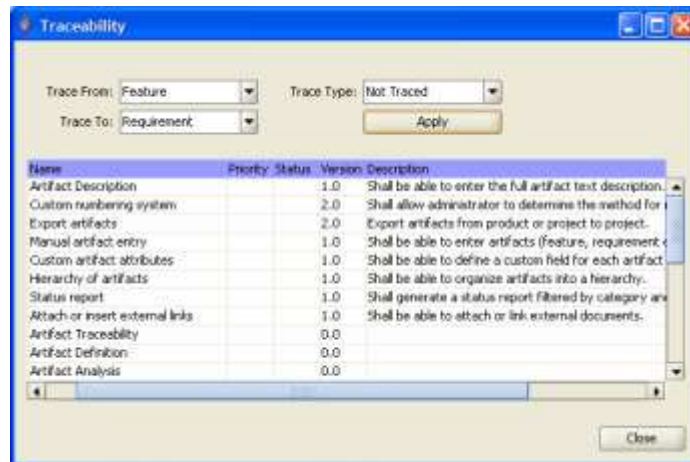 Traceability
Trace From: Feature Trace Type: Not Traced
Trace To: Requirement Apply
Name Priority Status Version Description
Artifact Description 1.0 Shall be able to enter the full artifact text description.
Custom numbering system 2.0 Shall allow administrator to determine the method for
Export artifacts 2.0 Export artifacts from product or project to project.
Manual artifact entry 1.0 Shall be able to enter artifacts (feature, requirement
Custom artifact attributes 1.0 Shall be able to define a custom field for each artifact
Hierarchy of artifacts 1.0 Shall be able to organize artifacts into a hierarchy.
Status report 1.0 Shall generate a status report filtered by category an
Attach or insert external links 1.0 Shall be able to attach or link external documents.
Artifact Traceability 0.0
Artifact Definition 0.0
Artifact Analysis 0.0
Close